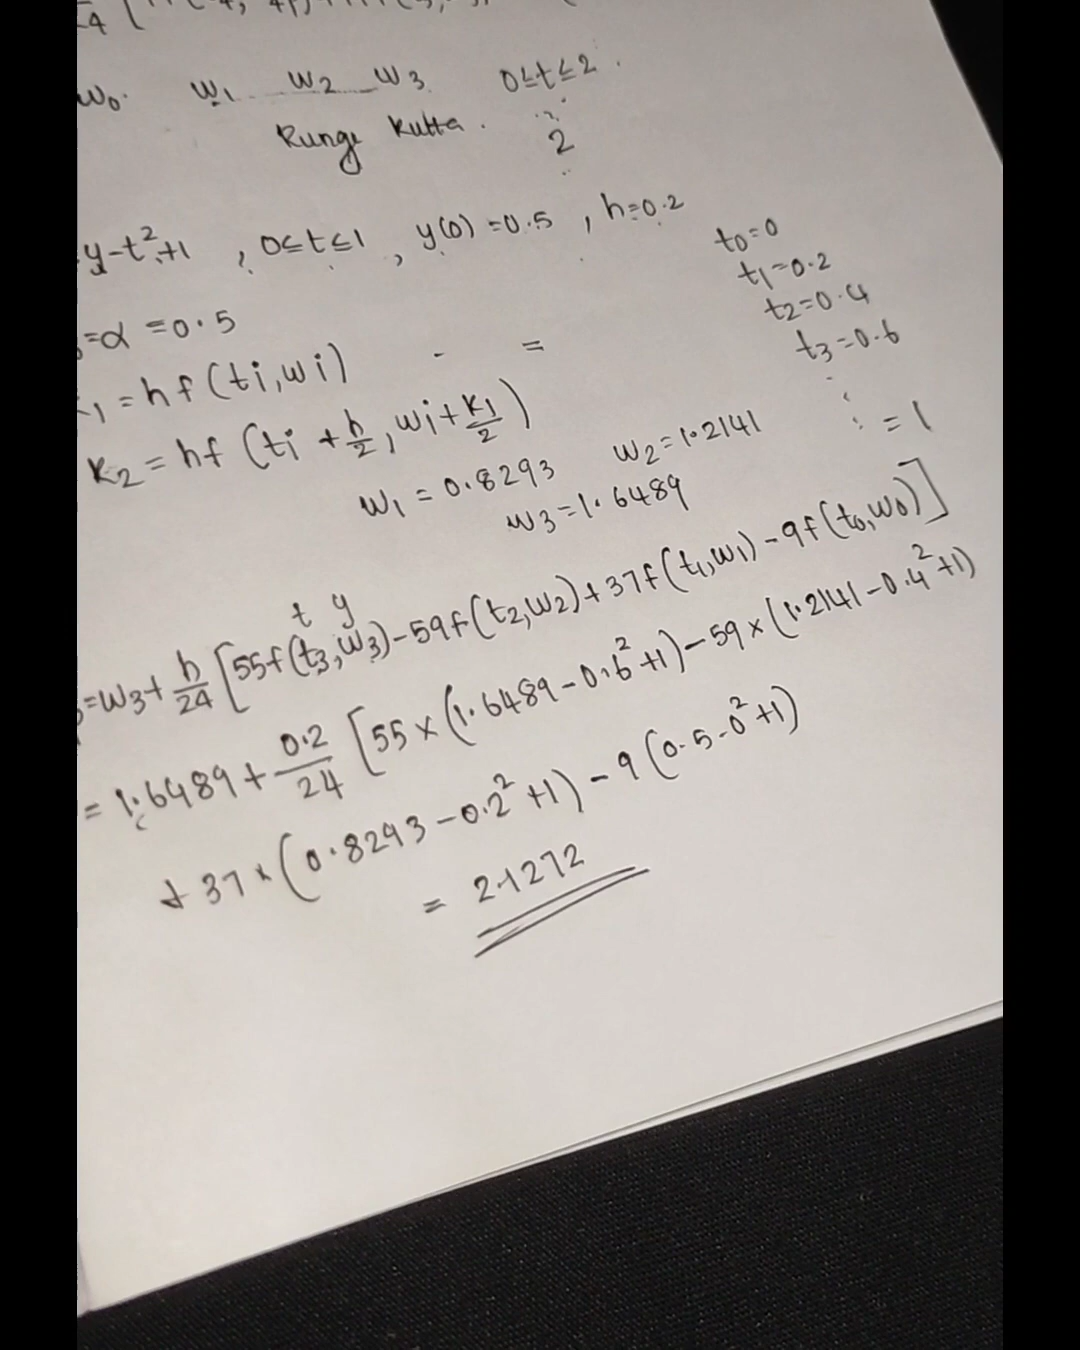 w0. w1 w2 w3 0≤t≤2.
Runge Kutta. 2
y-t²+1, 0≤t≤1, y(0)=0.5, h=0.2
t0=0
t1=0.2
t2=0.4
t3=0.6
=1
=α=0.5
=hf(ti,wi) =
K2=hf(ti+h/2,wi+K1/2)
w1=0.8293 w2=1.2141
w3=1.6489
t y
=w3+h/24[55f(t3,w3)-59f(t2,w2)+37f(t1,w1)-9f(t0,w0)]
=1.6489+0.2/24[55×(1.6489-0.6²+1)-59×(1.2141-0.4²+1)
+37×(0.8293-0.2²+1)-9(0.5-0²+1)
=2.1272